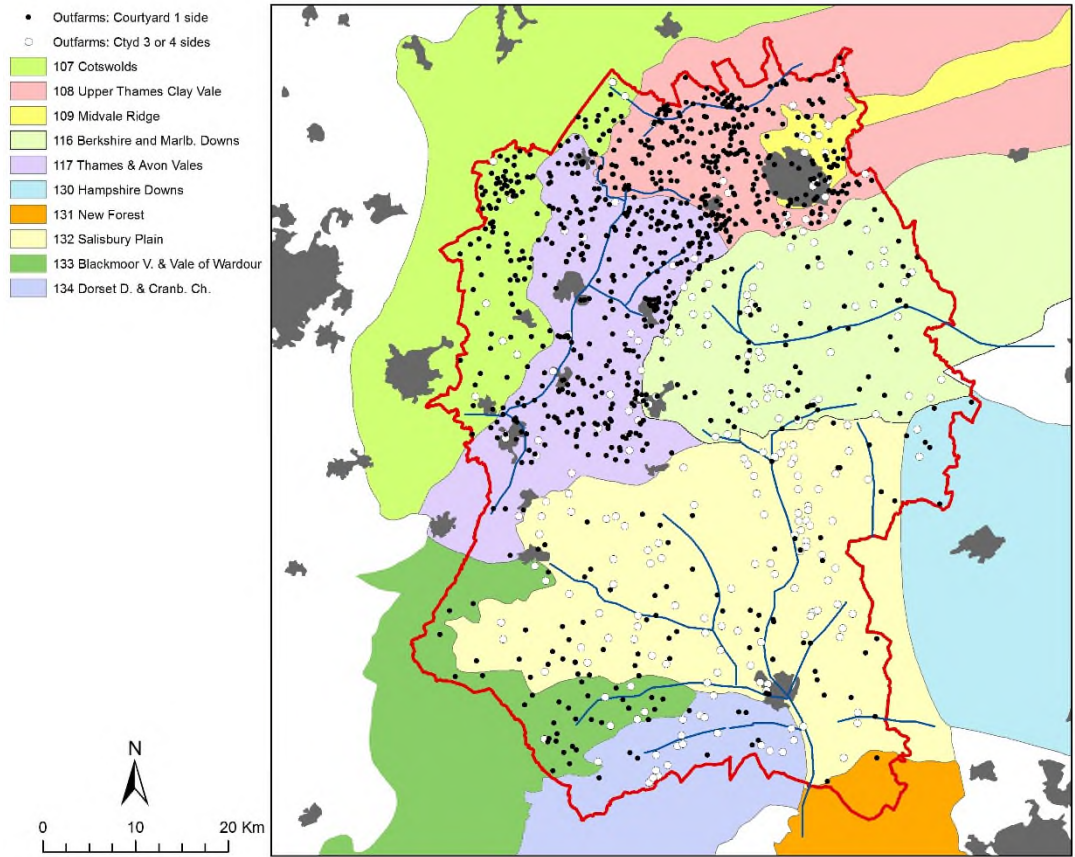 Outfarms: Courtyard 1 side
Outfarms: Ctyd 3 or 4 sides
107 Cotswolds
108 Upper Thames Clay Vale
109 Midvale Ridge
116 Berkshire and Marlb. Downs
117 Thames & Avon Vales
130 Hampshire Downs
131 New Forest
132 Salisbury Plain
133 Blackmoor V. & Vale of Wardour
134 Dorset D. & Cranb. Ch.
N
0 10 20 Km